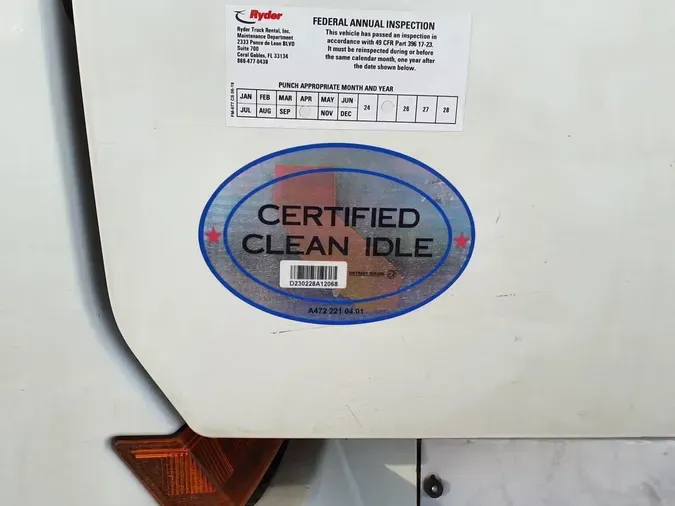 Ryder
Ryder Truck Rental, Inc.
Maintenance Department
2333 Ponce de Leon BLVD
Suite 700
Coral Gables, FL 33134
866-477-8438
FEDERAL ANNUAL INSPECTION
This vehicle has passed an inspection in
accordance with 49 CFR Part 396 17-23.
It must be reinspected during or before
the same calendar month, one year after
the date shown below.
PUNCH APPROPRIATE MONTH AND YEAR
JAN FEB MAR APR MAY JUN 24 26 27 28
JUL AUG SEP NOV DEC
CERTIFIED
CLEAN IDLE
D230228A12068
A472 221 04 01